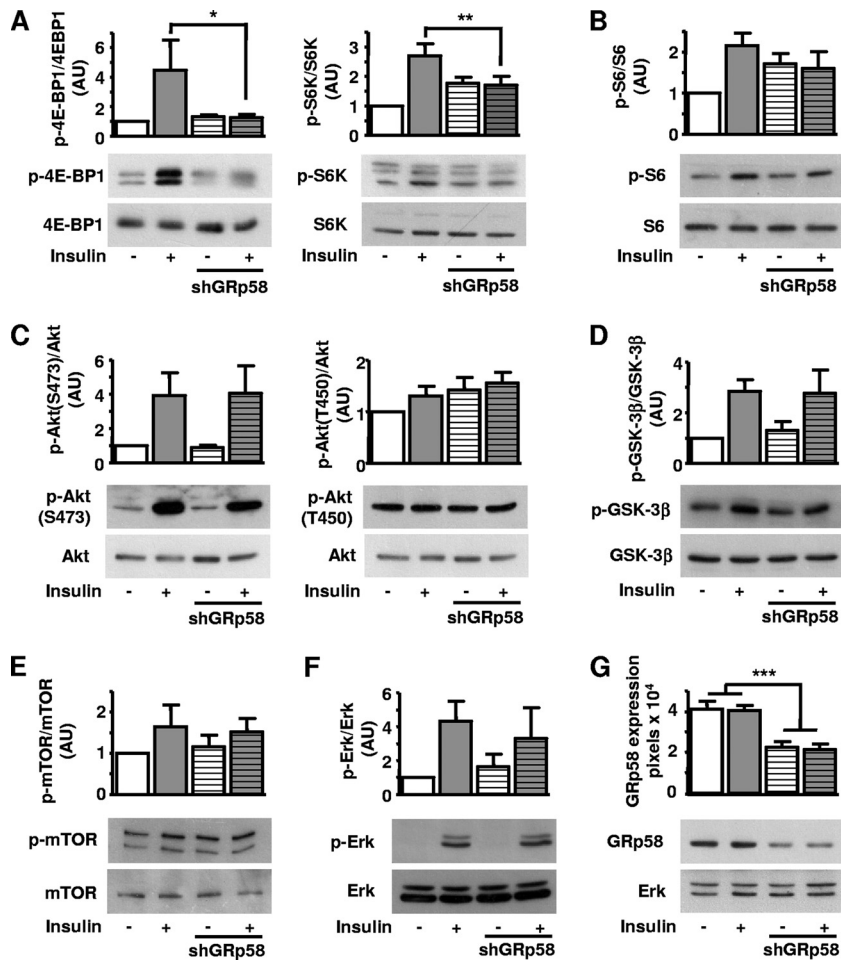 A
p-4E-BP1/4EBP1
(AU)
8
6
4
2
0
*
p-4E-BP1
4E-BP1
Insulin - + - +
shGRp58
p-S6K/S6K
(AU)
3
2
1
0
**
p-S6K
S6K
- + - +
shGRp58
B
p-S6/S6
(AU)
2
1
0
p-S6
S6
Insulin - + - +
shGRp58
C
p-Akt(S473)/Akt
(AU)
6
4
2
0
p-Akt
(S473)
Akt
Insulin - + - +
shGRp58
p-Akt(T450)/Akt
(AU)
2
1
0
p-Akt
(T450)
Akt
- + - +
shGRp58
D
p-GSK-3β/GSK-3β
(AU)
4
2
0
p-GSK-3β
GSK-3β
Insulin - + - +
shGRp58
E
p-mTOR/mTOR
(AU)
3
2
1
0
p-mTOR
mTOR
Insulin - + - +
shGRp58
F
p-Erk/Erk
(AU)
6
4
2
0
p-Erk
Erk
Insulin - + - +
shGRp58
G
GRp58 expression
pixels x 10⁴
4
2
0
***
GRp58
Erk
Insulin - + - +
shGRp58